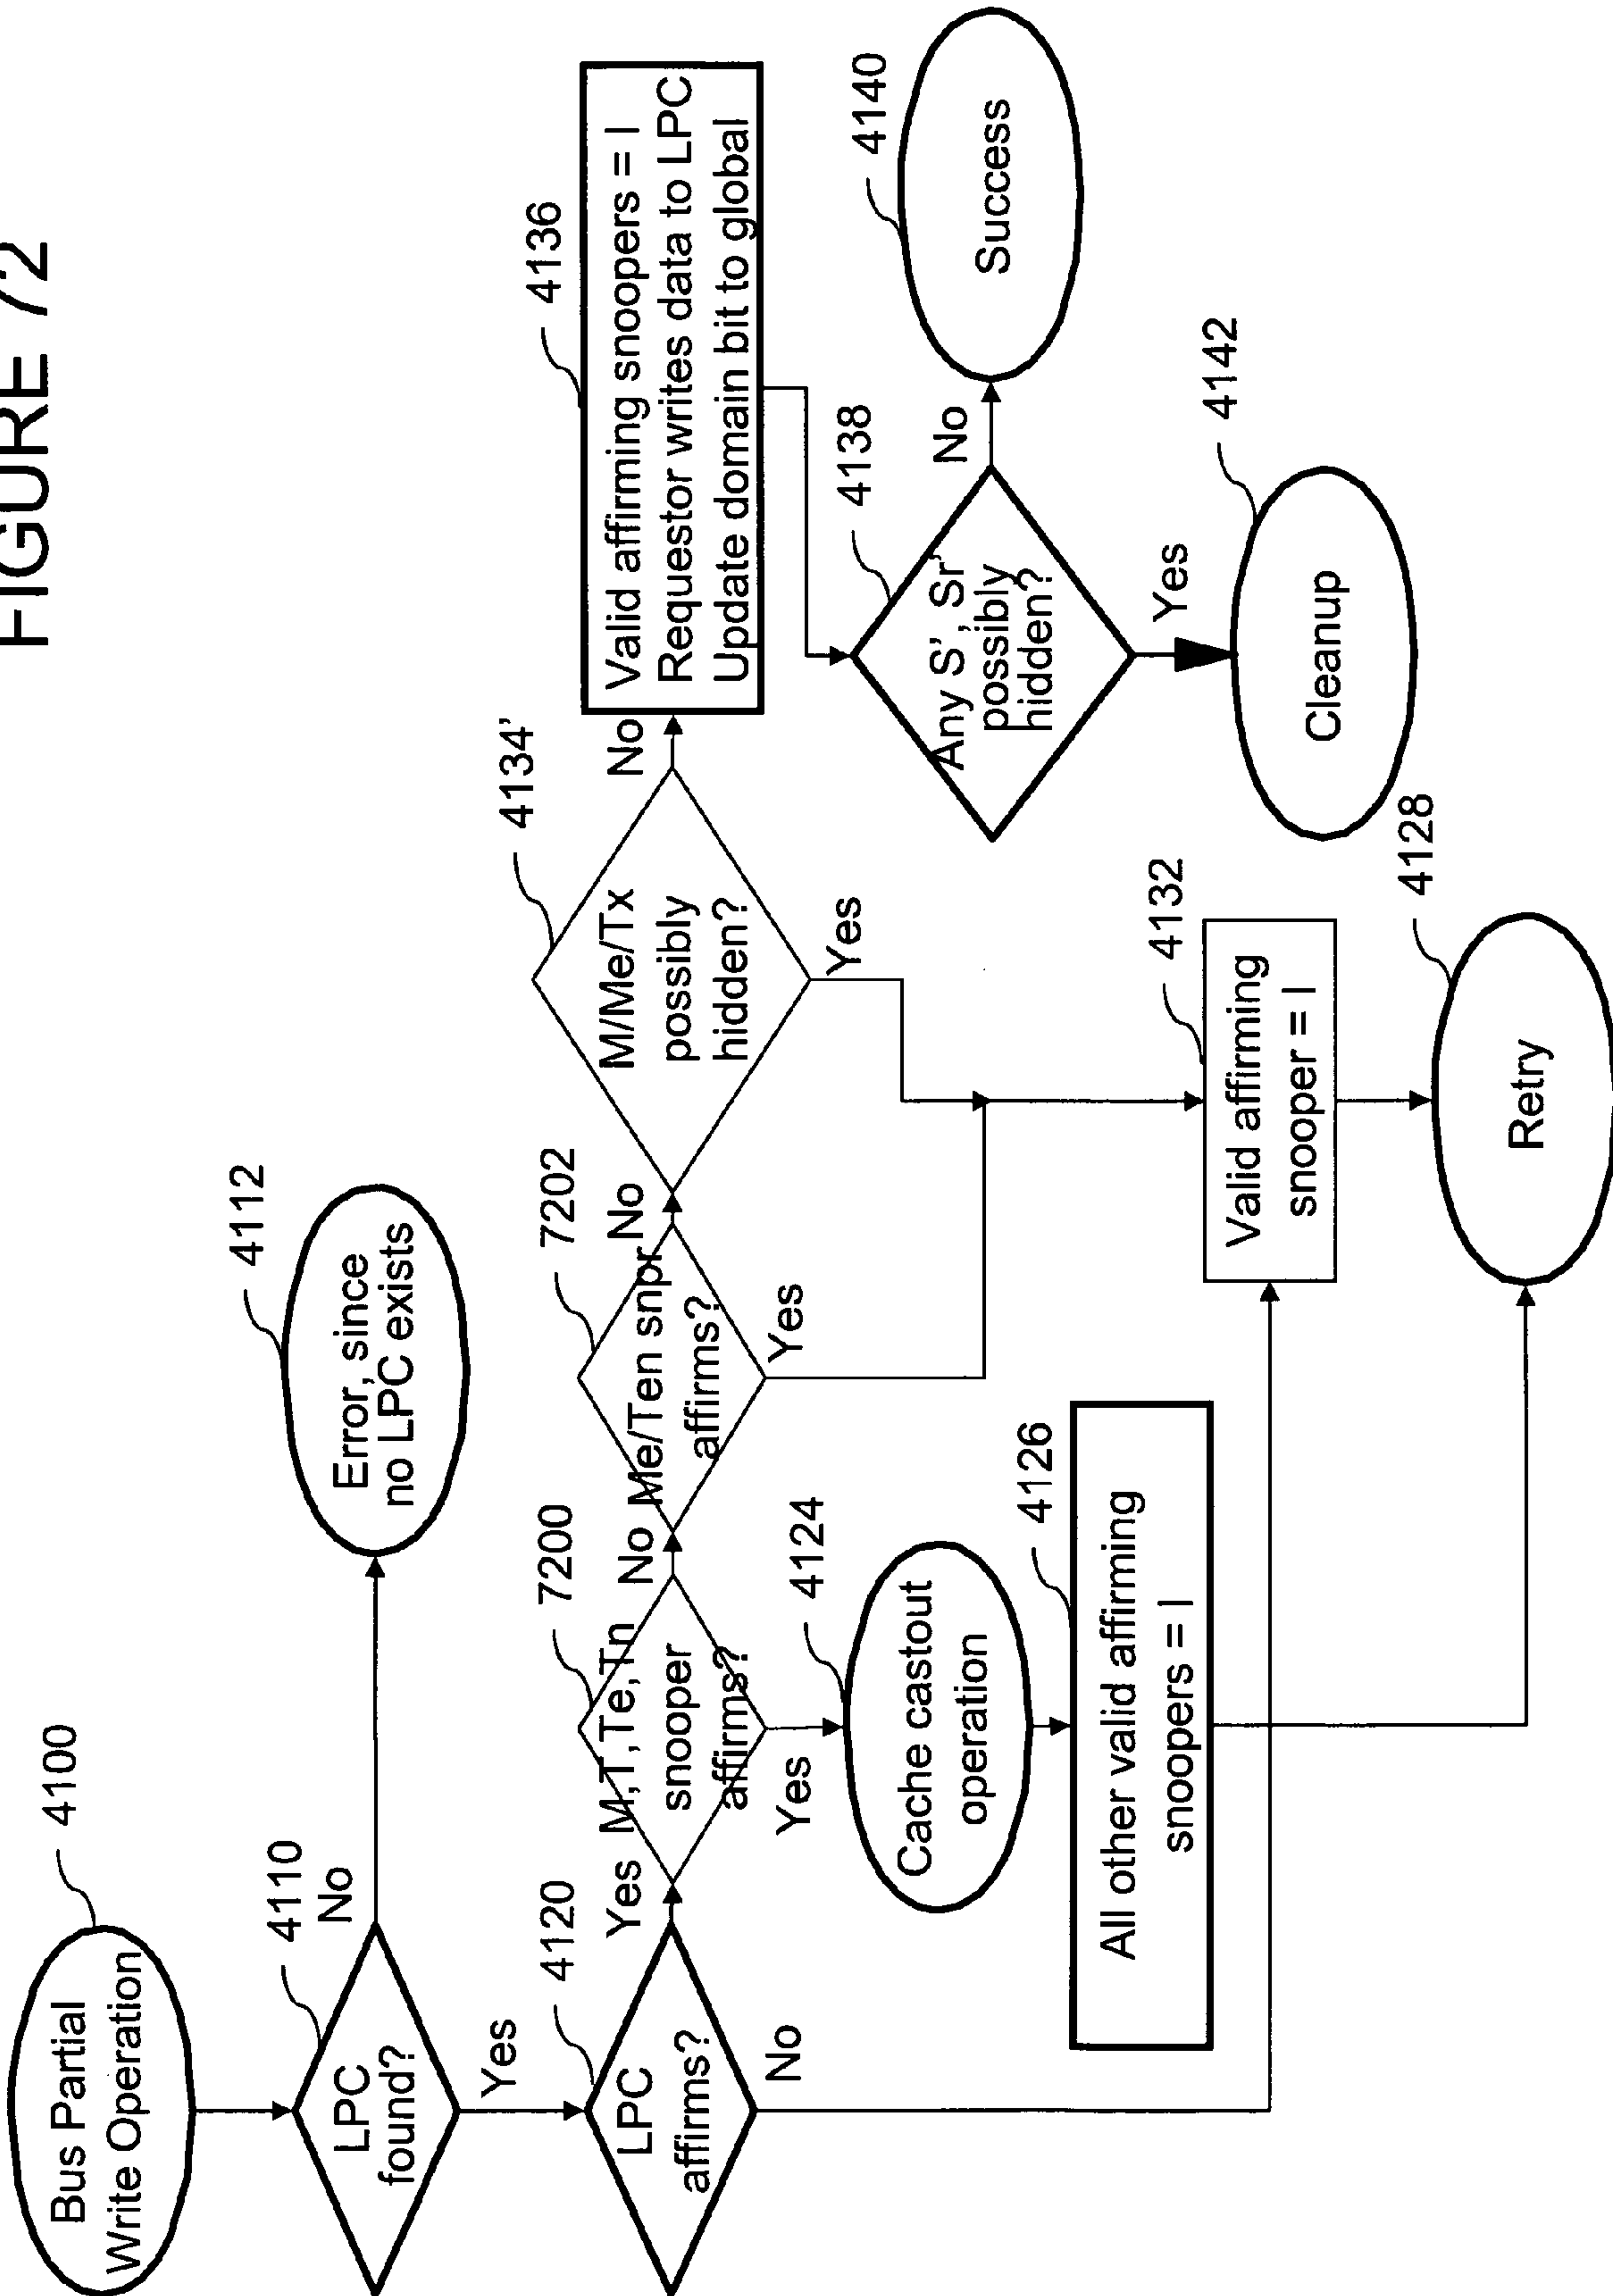 FIGURE 72
4100
Bus Partial
Write Operation
4110
LPC
found?
No
Yes
4112
Error, since
no LPC exists
4120
LPC
affirms?
Yes
No
7200
M,T,Te,Tn
snooper
affirms?
No
Yes
7202
Me/Ten snpr
affirms?
No
Yes
4134'
M/Me/Tx
possibly
hidden?
No
Yes
4136
Valid affirming snoopers = I
Requestor writes data to LPC
Update domain bit to global
4138
Any S', Sr'
possibly
hidden?
No
Yes
4140
Success
4142
Cleanup
4124
Cache castout
operation
4126
All other valid affirming
snoopers = I
4132
Valid affirming
snooper = I
4128
Retry